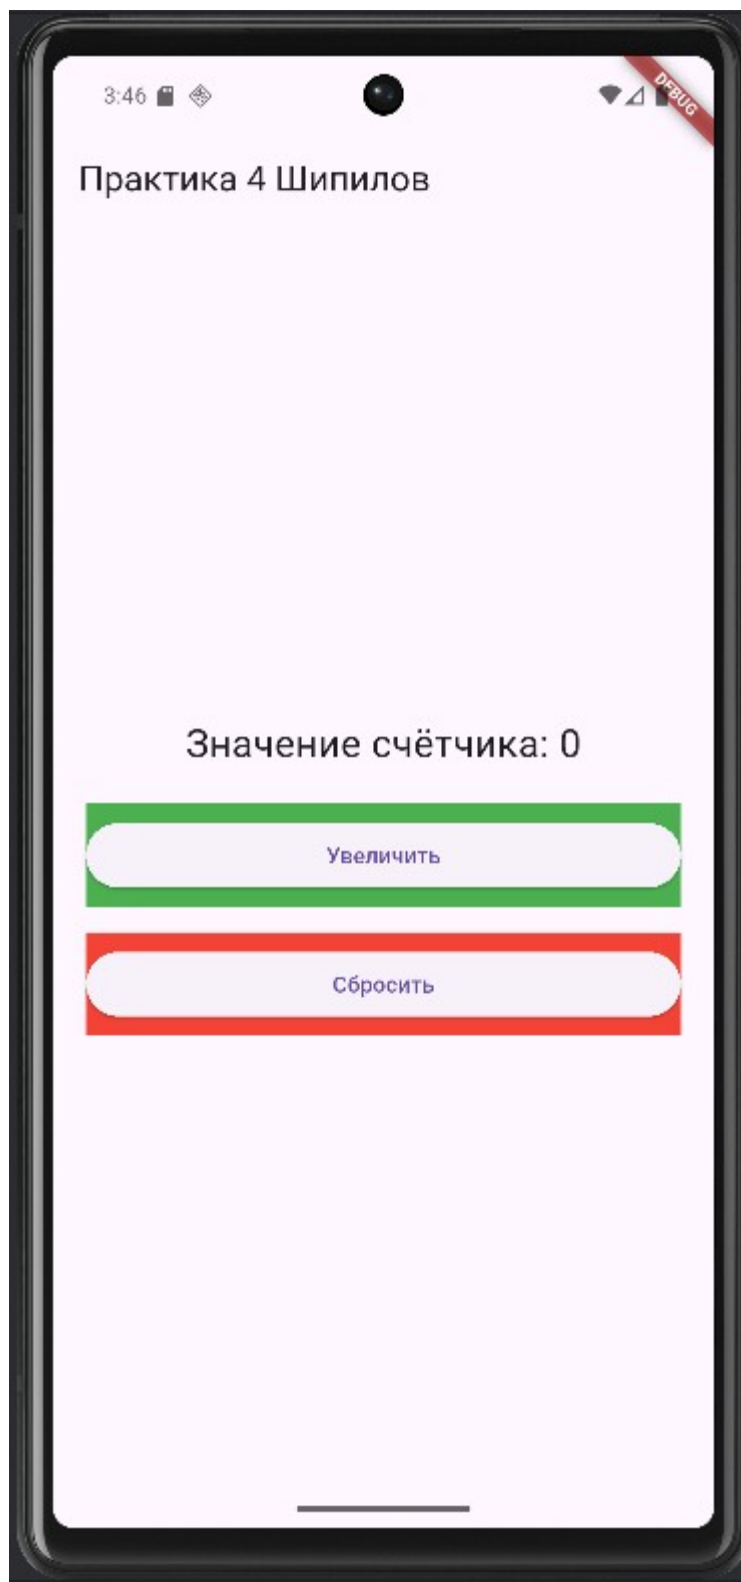 3:46
DEBUG
Практика 4 Шипилов
Значение счётчика: 0
Увеличить
Сбросить